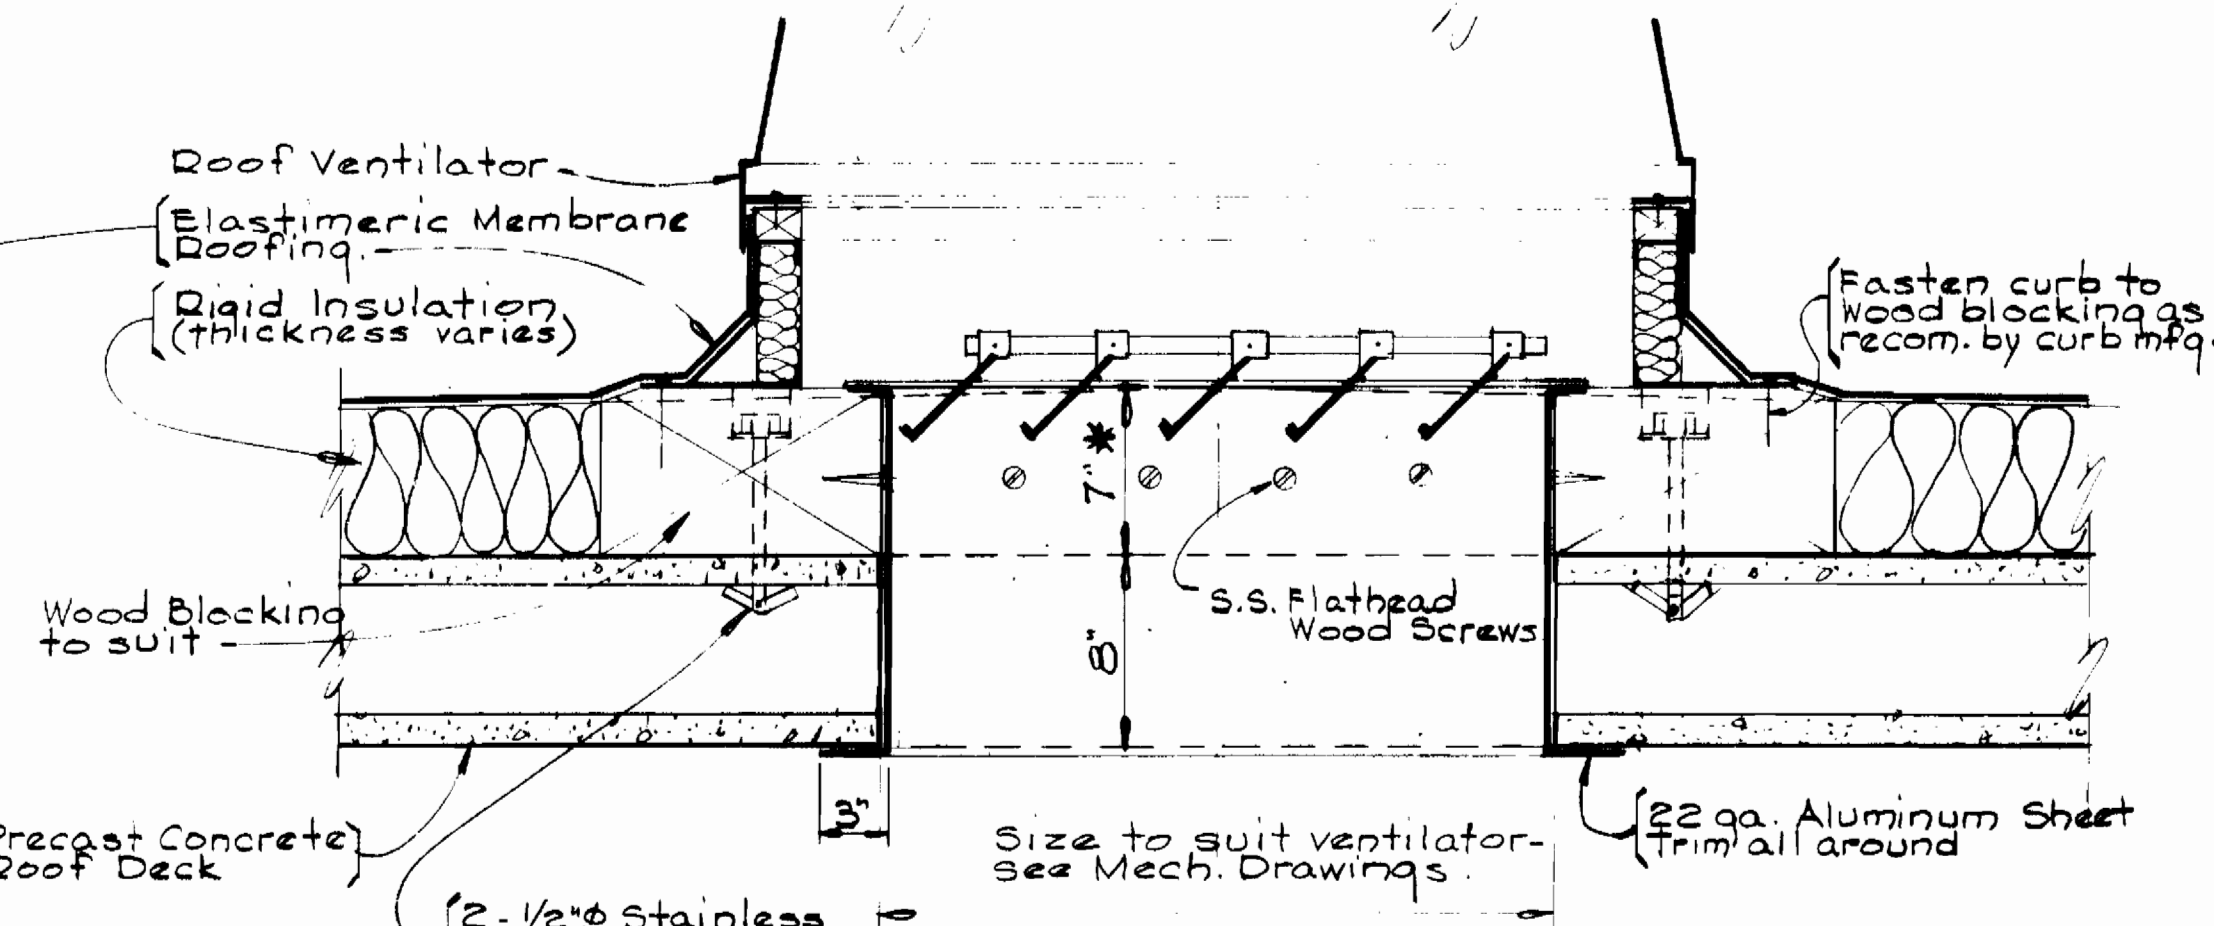 Roof Ventilator
Elastimeric Membrane
Roofing.
Rigid Insulation
(thickness varies)
Fasten curb to
wood blocking as
recom. by curb mfg.
7" *
8"
S.S. Flathead
Wood Screws
Wood Blocking
to suit
3"
Precast Concrete
Roof Deck
Size to suit ventilator-
see Mech. Drawings.
22 ga. Aluminum Sheet
Trim all around
2-1/2"ϕ Stainless